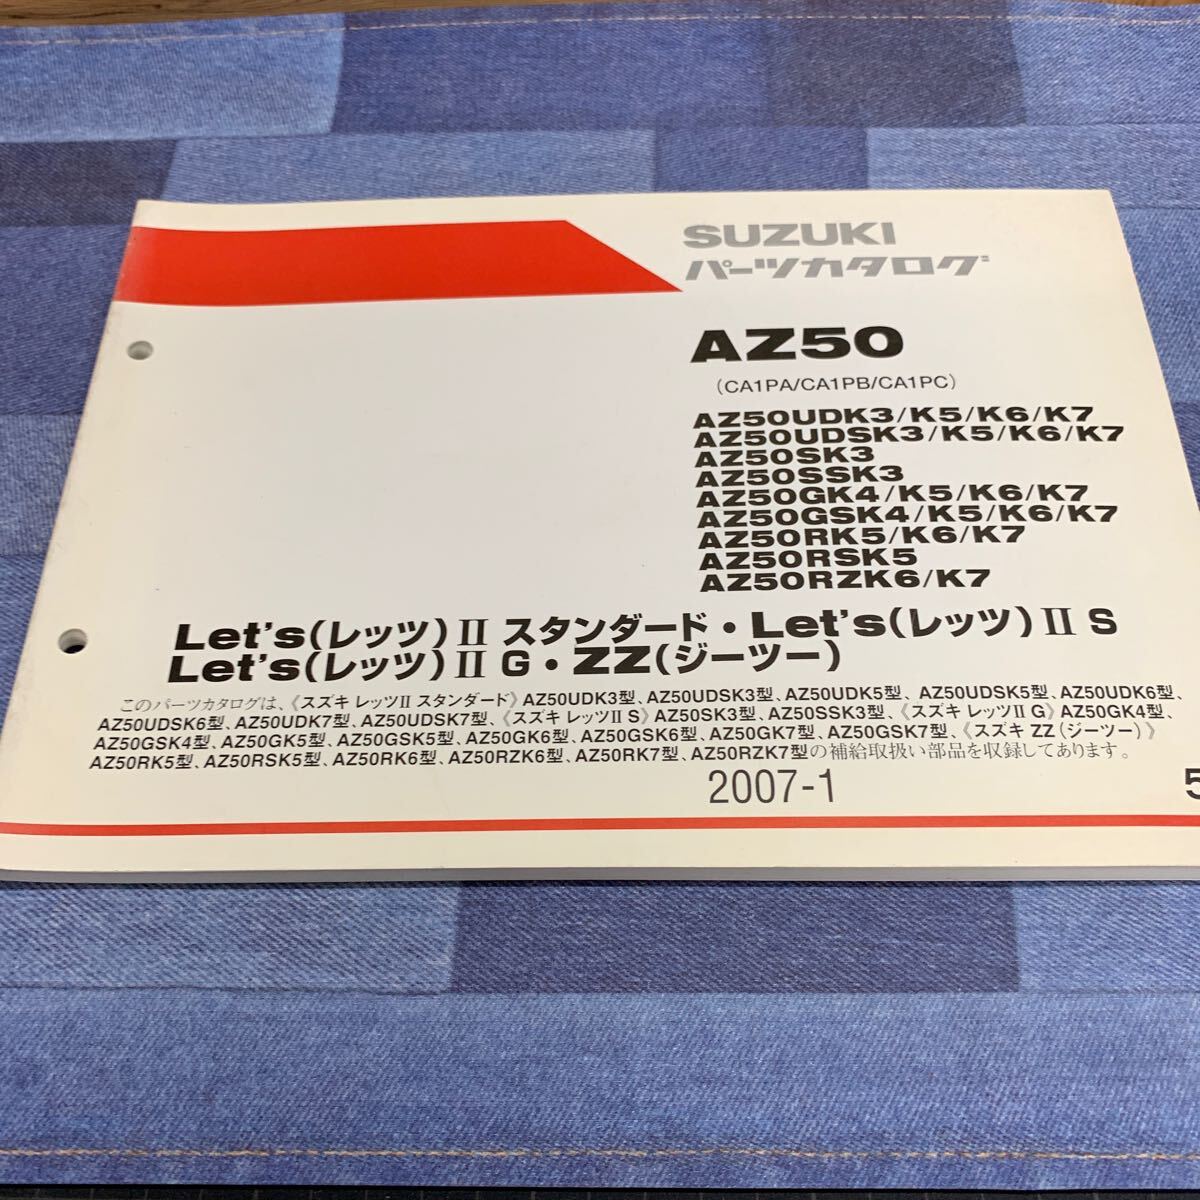 SUZUKI
パーツカタログ
AZ50
(CA1PA/CA1PB/CA1PC)
AZ50UDK3/K5/K6/K7
AZ50UDSK3/K5/K6/K7
AZ50SK3
AZ50SSK3
AZ50GK4/K5/K6/K7
AZ50GSK4/K5/K6/K7
AZ50RK5/K6/K7
AZ50RSK5
AZ50RZK6/K7
Let's(レッツ)Ⅱ スタンダード・Let's(レッツ)Ⅱ S
Let's(レッツ)Ⅱ G・ZZ(ジーツー)
このパーツカタログは、《スズキ レッツⅡ スタンダード》AZ50UDK3型、AZ50UDSK3型、AZ50UDK5型、AZ50UDSK5型、AZ50UDK6型、
AZ50UDSK6型、AZ50UDK7型、AZ50UDSK7型、《スズキ レッツⅡ S》AZ50SK3型、AZ50SSK3型、《スズキ レッツⅡ G》AZ50GK4型、
AZ50GSK4型、AZ50GK5型、AZ50GSK5型、AZ50GK6型、AZ50GSK6型、AZ50GK7型、AZ50GSK7型、《スズキ ZZ(ジーツー)》
AZ50RK5型、AZ50RSK5型、AZ50RK6型、AZ50RZK6型、AZ50RK7型、AZ50RZK7型の補給取扱い部品を収録してあります。
2007-1